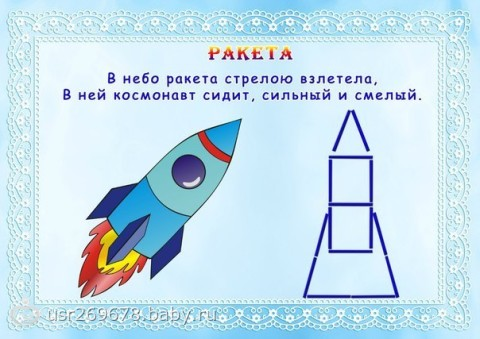 РАКЕТА
В небо ракета стрелою взлетела,
В ней космонавт сидит, сильный и смелый.
usr269678.baby.ru